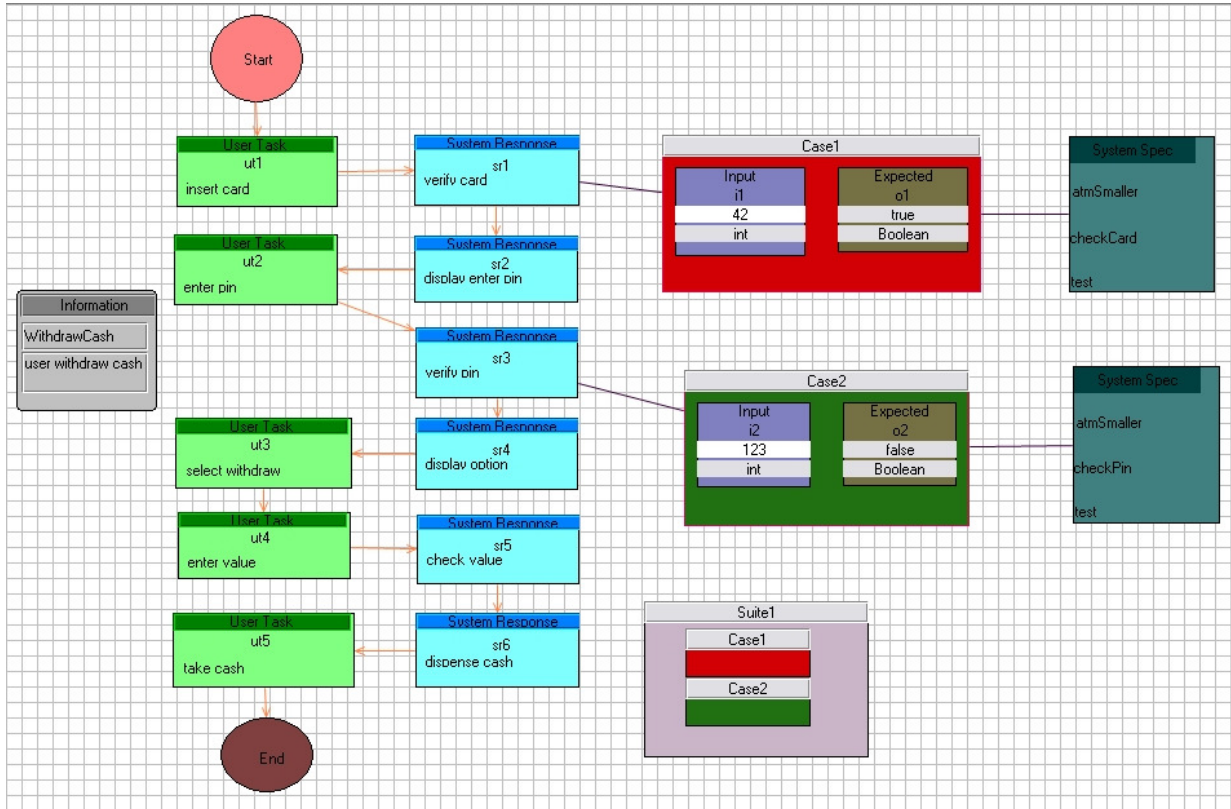 Start
User Task
ut1
insert card
System Response
sr1
verify card
Case1
Input
i1
42
int
Expected
o1
true
Boolean
System Spec
atmSmaller
checkCard
test
User Task
ut2
enter pin
System Response
sr2
display enter pin
Information
WithdrawCash
user withdraw cash
System Response
sr3
verify pin
Case2
Input
i2
123
int
Expected
o2
false
Boolean
System Spec
atmSmaller
checkPin
test
User Task
ut3
select withdraw
System Response
sr4
display option
User Task
ut4
enter value
System Response
sr5
check value
User Task
ut5
take cash
System Response
sr6
dispense cash
Suite1
Case1
Case2
End